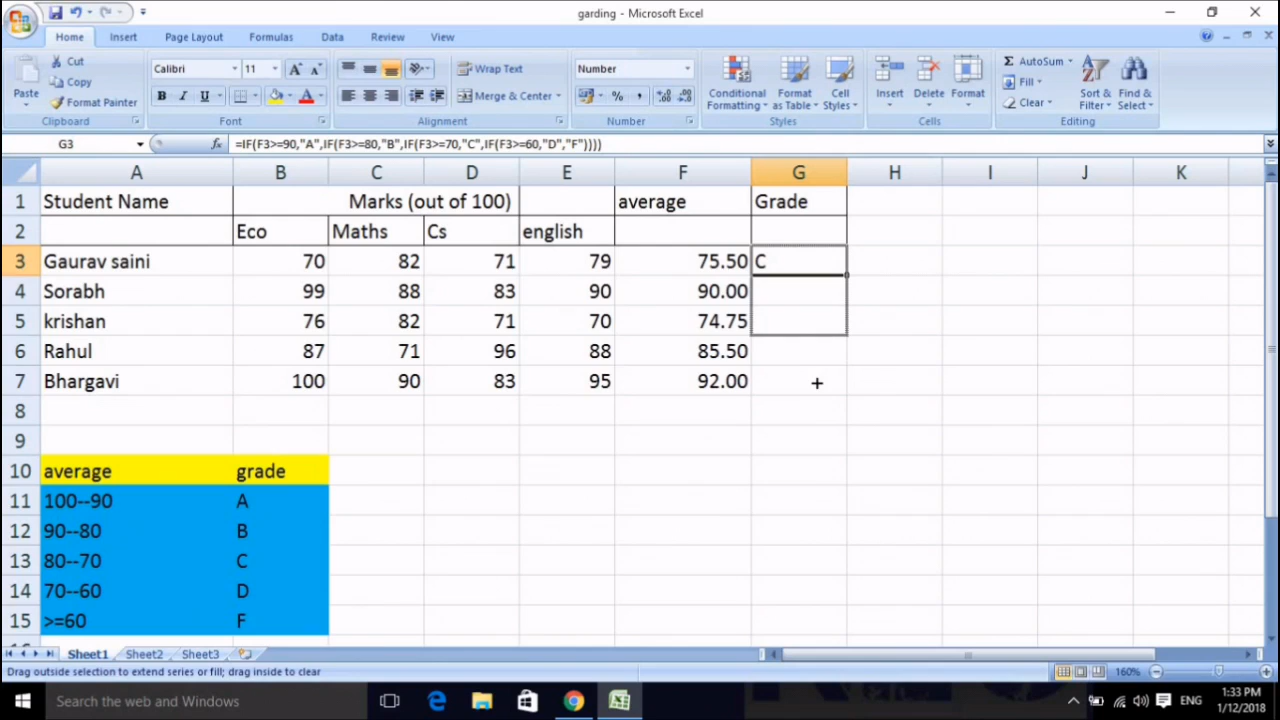 garding - Microsoft Excel
Home Insert Page Layout Formulas Data Review View
Cut
Copy
Format Painter
Paste
Clipboard
Calibri 11
B I U
Font
Wrap Text
Merge & Center
Alignment
Number
%
Number
Conditional Formatting
Format as Table
Cell Styles
Styles
Insert Delete Format
Cells
Σ AutoSum
Fill
Clear
Sort & Filter
Find & Select
Editing
G3 fx =IF(F3>=90,"A",IF(F3>=80,"B",IF(F3>=70,"C",IF(F3>=60,"D","F"))))
A B C D E F G H I J K
1 Student Name Marks (out of 100) average Grade
2 Eco Maths Cs english
3 Gaurav saini 70 82 71 79 75.50 C
4 Sorabh 99 88 83 90 90.00
5 krishan 76 82 71 70 74.75
6 Rahul 87 71 96 88 85.50
7 Bhargavi 100 90 83 95 92.00
8
9
10 average grade
11 100--90 A
12 90--80 B
13 80--70 C
14 70--60 D
15 >=60 F
Sheet1 Sheet2 Sheet3
Drag outside selection to extend series or fill; drag inside to clear 160%
Search the web and Windows
ENG
1:33 PM
1/12/2018